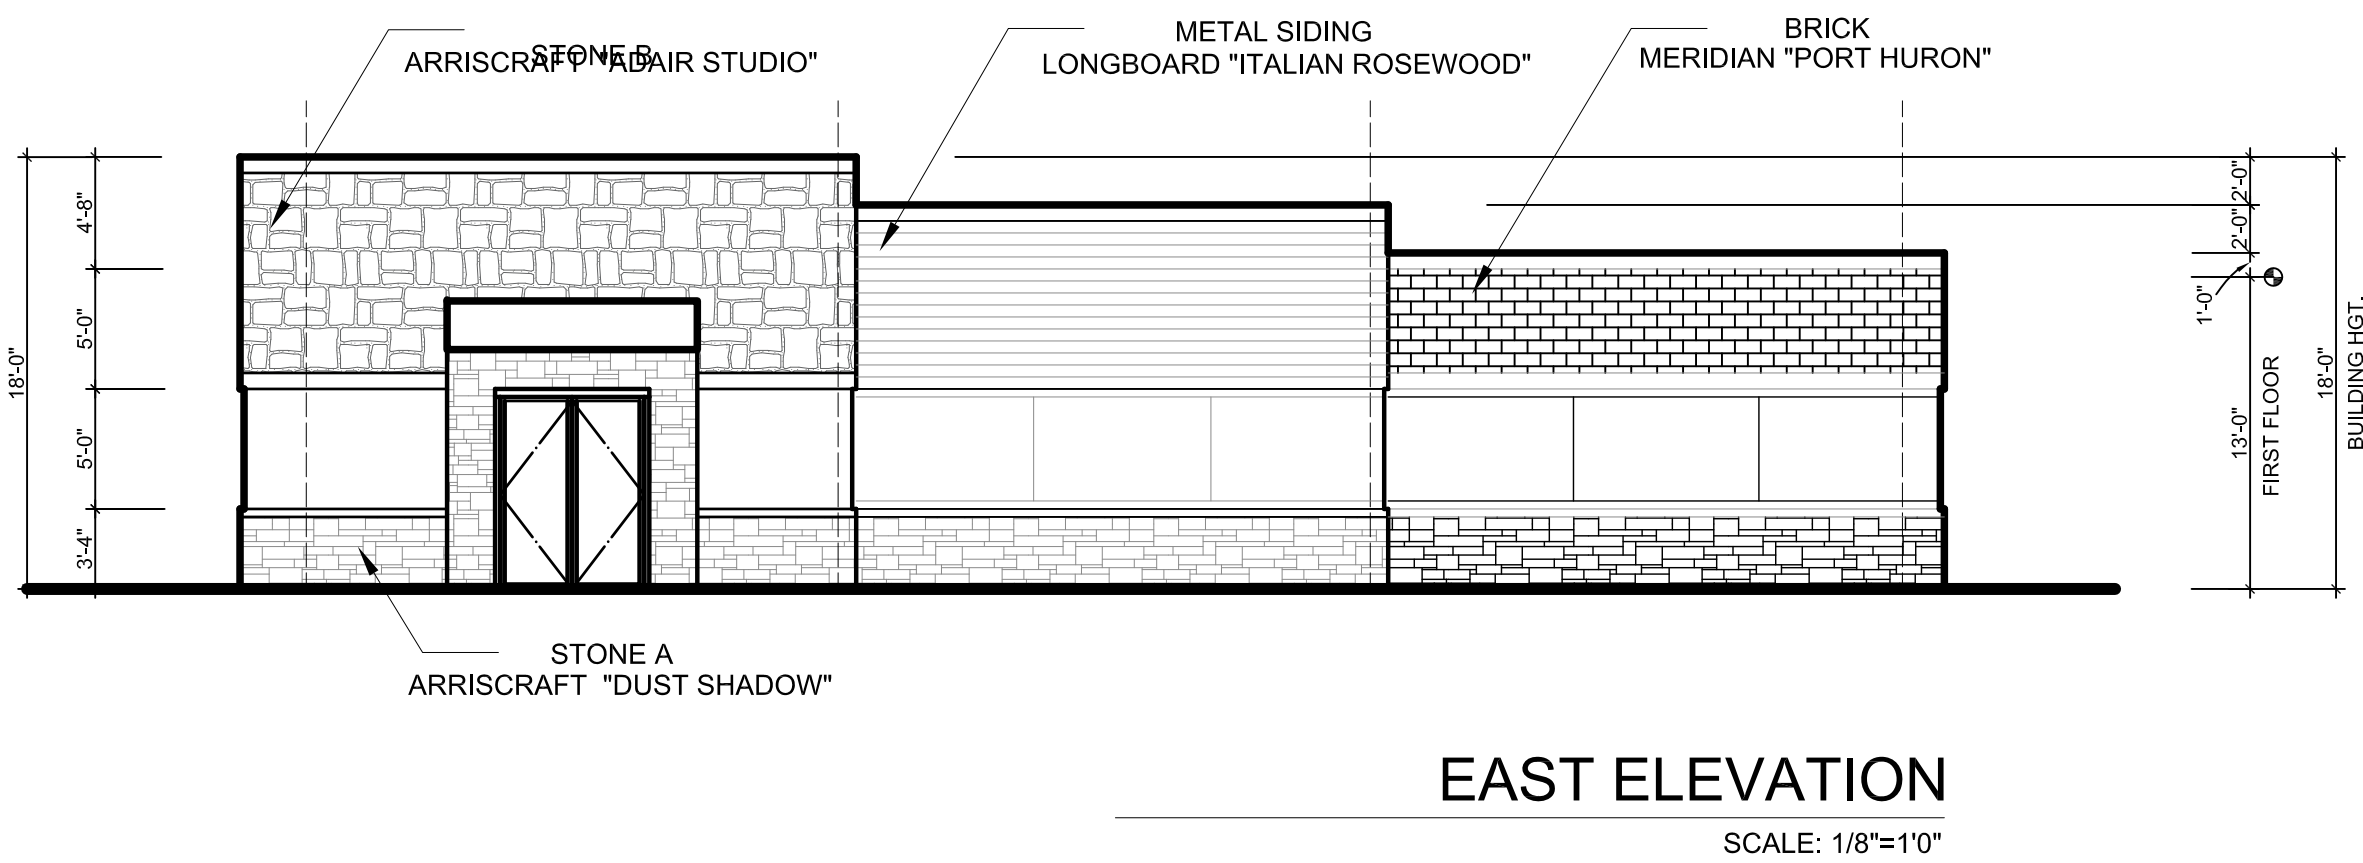 STONE B
ARRISCRAFT "ADAIR STUDIO"
METAL SIDING
LONGBOARD "ITALIAN ROSEWOOD"
BRICK
MERIDIAN "PORT HURON"
18'-0"
4'-8"
5'-0"
5'-0"
3'-4"
2'-0"
2'-0"
1'-0"
13'-0"
FIRST FLOOR
18'-0"
BUILDING HGT.
STONE A
ARRISCRAFT "DUST SHADOW"
EAST ELEVATION
SCALE: 1/8"=1'0"